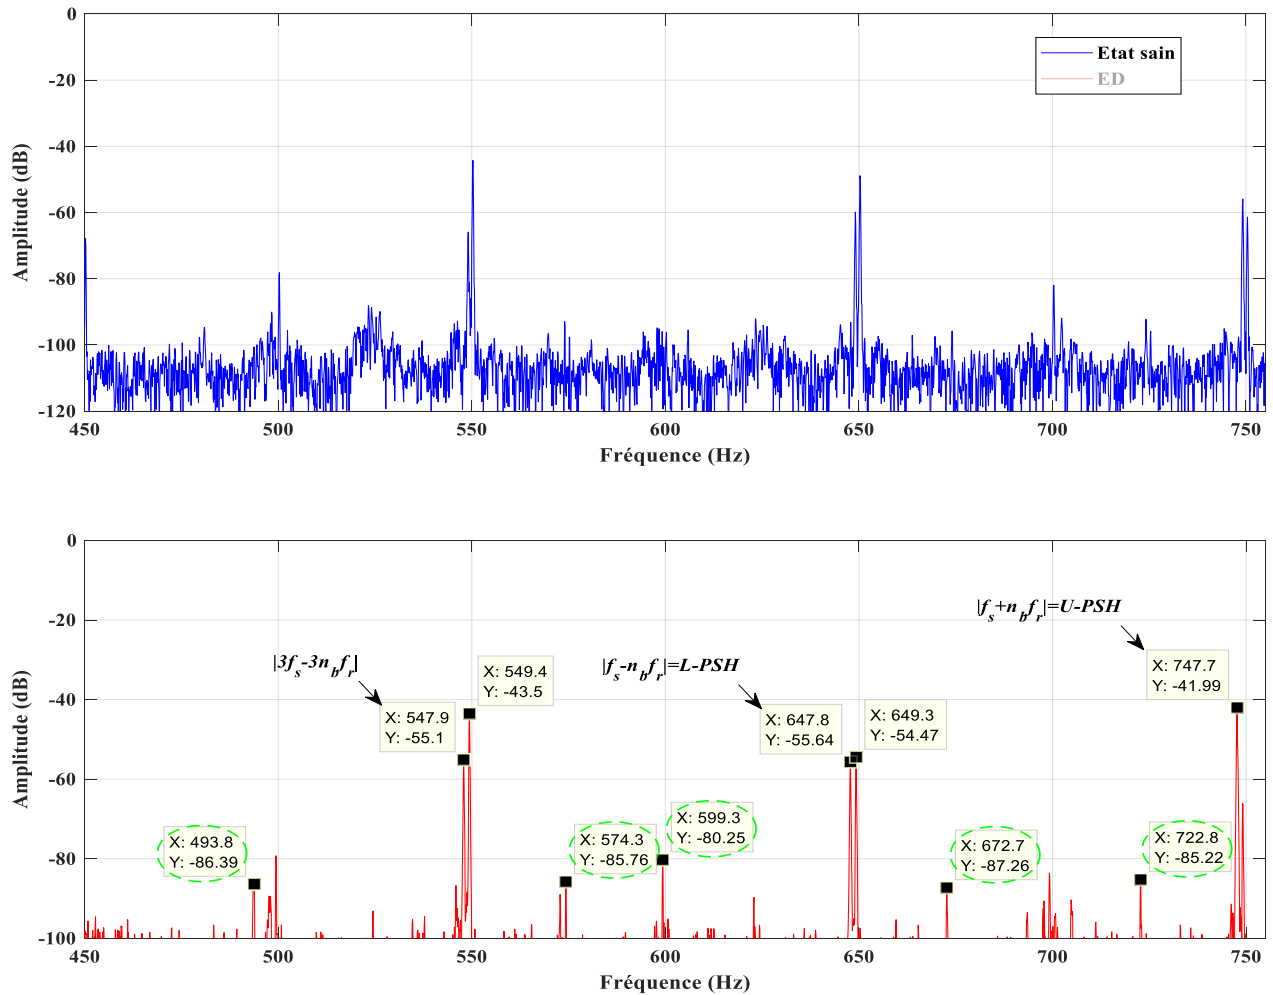 0
-20
-40
-60
-80
-100
-120
Amplitude (dB)
Etat sain
ED
450
500
550
600
650
700
750
Fréquence (Hz)
0
-20
-40
-60
-80
-100
Amplitude (dB)
|3fs-3nbfr|
X: 547.9
Y: -55.1
X: 549.4
Y: -43.5
|fs-nbfr|=L-PSH
X: 647.8
Y: -55.64
X: 649.3
Y: -54.47
|fs+nbfr|=U-PSH
X: 747.7
Y: -41.99
X: 493.8
Y: -86.39
X: 574.3
Y: -85.76
X: 599.3
Y: -80.25
X: 672.7
Y: -87.26
X: 722.8
Y: -85.22
450
500
550
600
650
700
750
Fréquence (Hz)